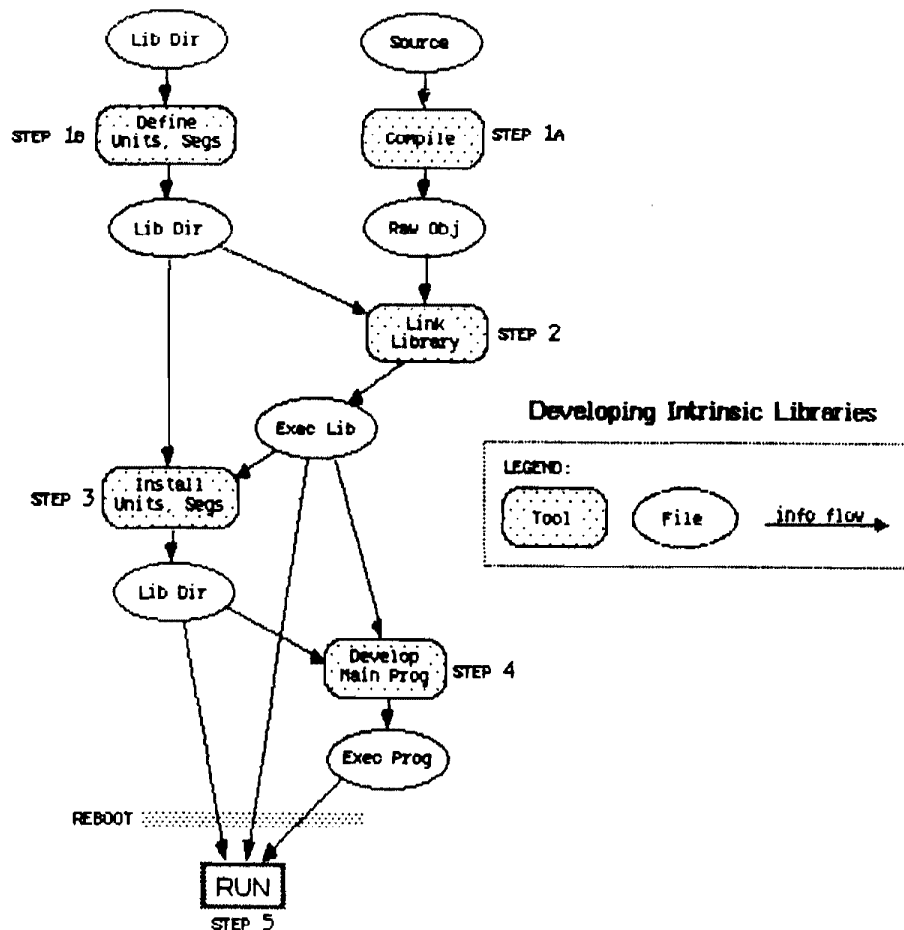 Lib Dir
Source
STEP 1B
Define
Units, Segs
Compile
STEP 1A
Lib Dir
Raw Obj
Link
Library
STEP 2
Exec Lib
Developing Intrinsic Libraries
LEGEND:
Tool
File
info flow
STEP 3
Install
Units, Segs
Lib Dir
Develop
Main Prog
STEP 4
Exec Prog
REBOOT
RUN
STEP 5